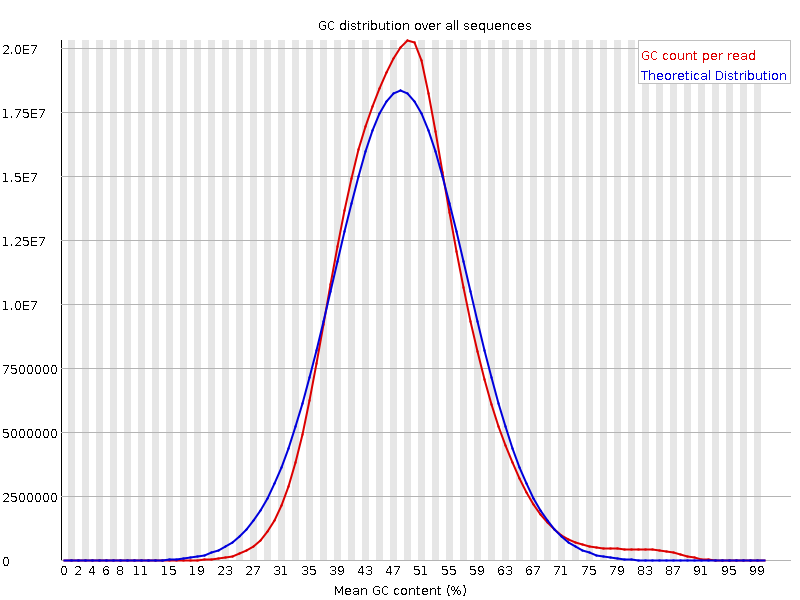 GC distribution over all sequences
GC count per read
Theoretical Distribution
2.0E7
1.75E7
1.5E7
1.25E7
1.0E7
7500000
5000000
2500000
0
0 2 4 6 8 11 15 19 23 27 31 35 39 43 47 51 55 59 63 67 71 75 79 83 87 91 95 99
Mean GC content (%)